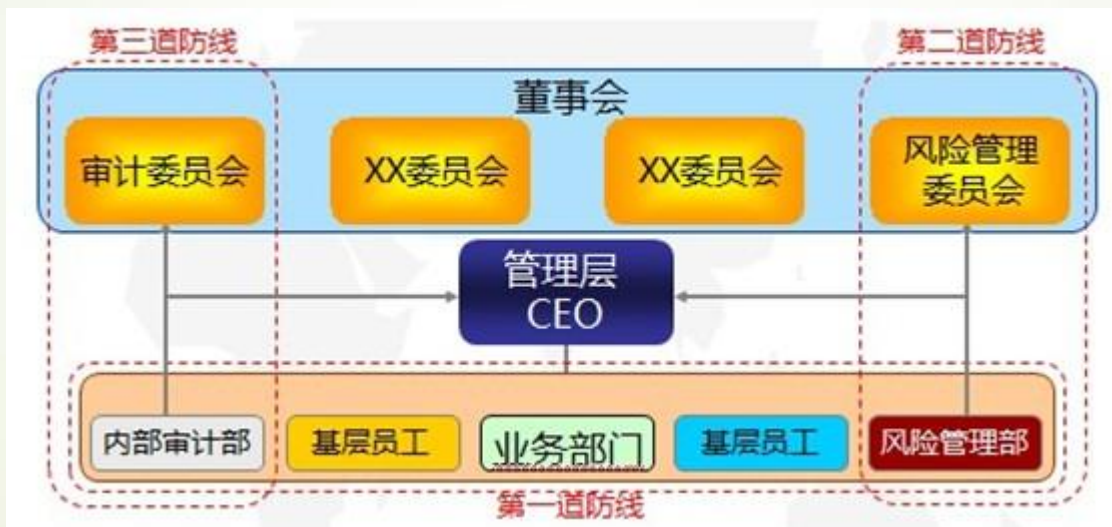 第三道防线
第二道防线
董事会
审计委员会
XX委员会
XX委员会
风险管理
委员会
管理层
CEO
内部审计部
基层员工
业务部门
基层员工
风险管理部
第一道防线